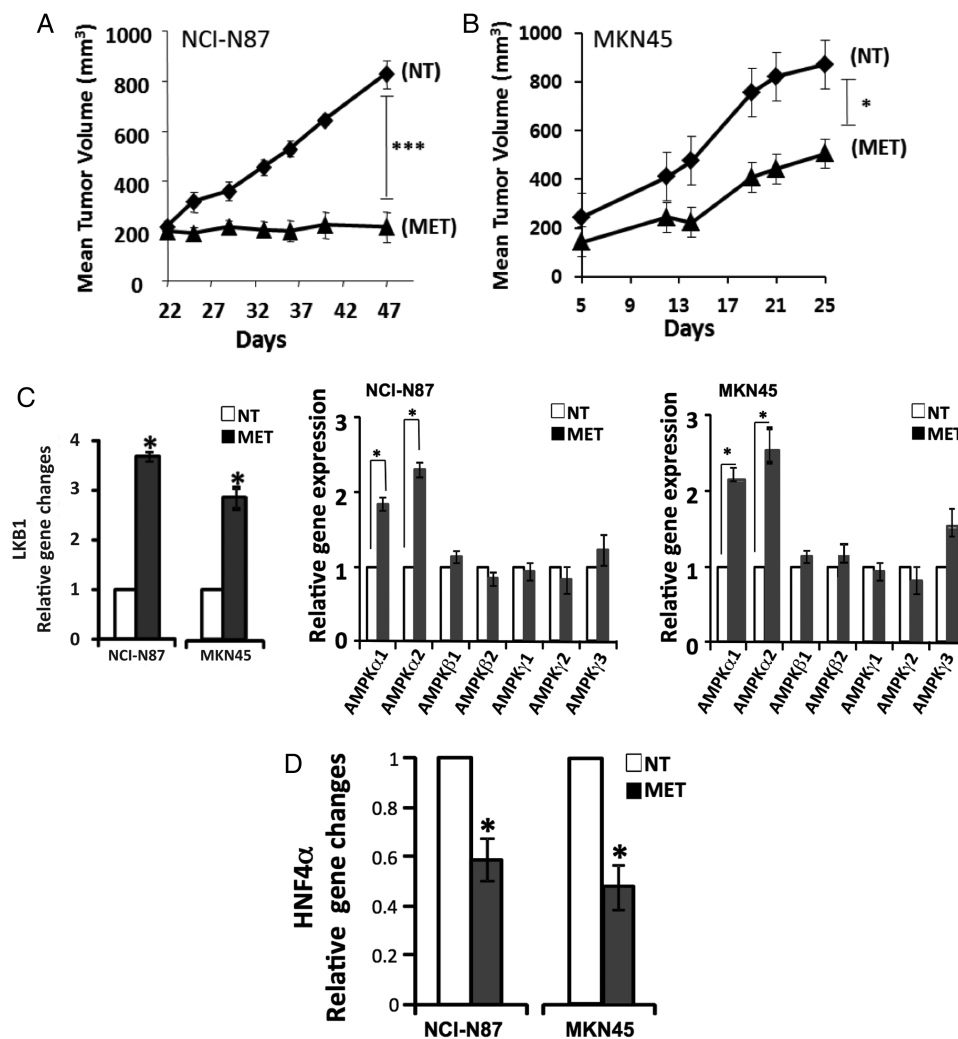 A
NCI-N87
Mean Tumor Volume (mm³)
1000
800
600
400
200
0
22 27 32 37 42 47
Days
(NT)
***
(MET)
B
MKN45
Mean Tumor Volume (mm³)
1000
800
600
400
200
0
5 9 13 17 21 25
Days
(NT)
*
(MET)
C
NT
MET
LKB1
Relative gene changes
4
3
2
1
0
* *
NCI-N87 MKN45
NCI-N87
NT
MET
Relative gene expression
3
2
1
0
* *
AMPKα1 AMPKα2 AMPKβ1 AMPKβ2 AMPKγ1 AMPKγ2 AMPKγ3
MKN45
NT
MET
Relative gene expression
3
2
1
0
* *
AMPKα1 AMPKα2 AMPKβ1 AMPKβ2 AMPKγ1 AMPKγ2 AMPKγ3
D
NT
MET
HNF4α
Relative gene changes
1
0.8
0.6
0.4
0.2
0
* *
NCI-N87 MKN45